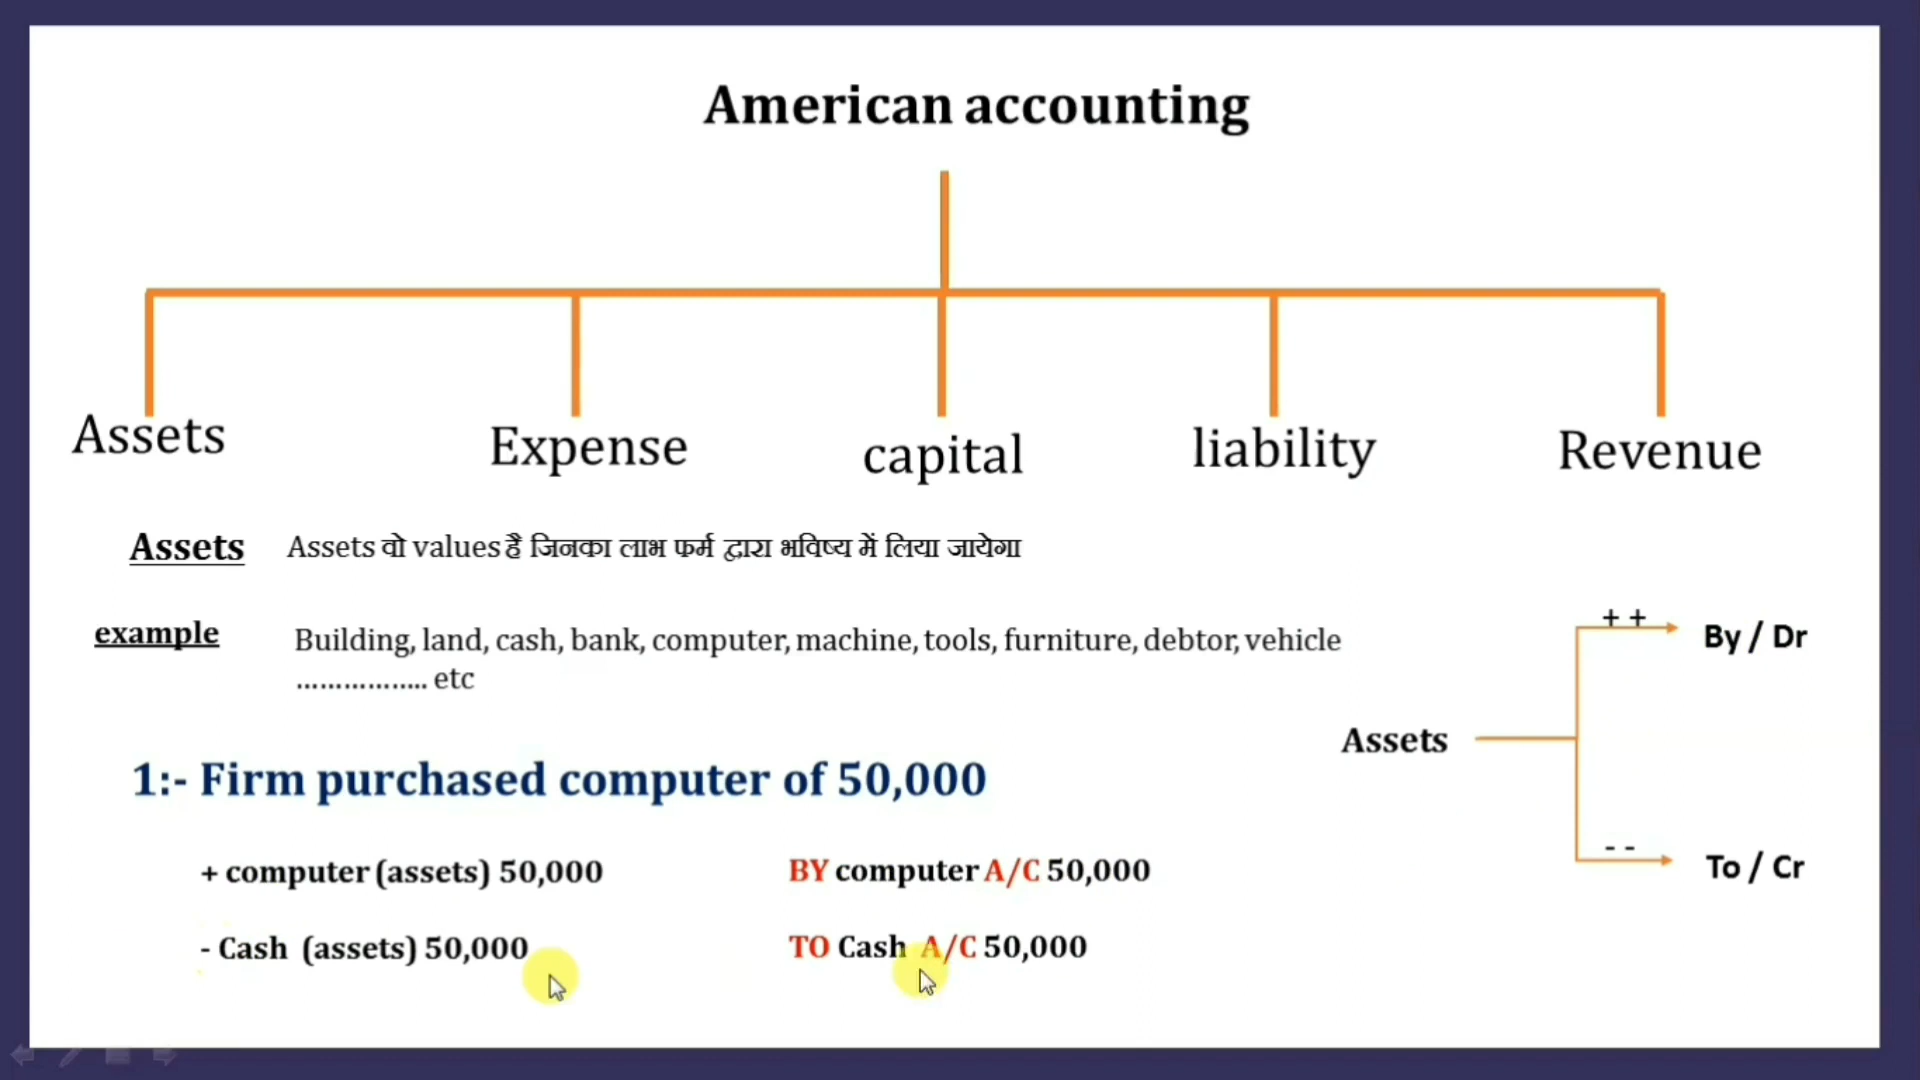 American accounting
Assets
Expense
capital
liability
Revenue
Assets
Assets वो values है जिनका लाभ फर्म द्वारा भविष्य में लिया जायेगा
example
Building, land, cash, bank, computer, machine, tools, furniture, debtor, vehicle
................. etc
1:- Firm purchased computer of 50,000
+ computer (assets) 50,000
BY computer A/C 50,000
- Cash (assets) 50,000
TO Cash A/C 50,000
+ +
By / Dr
Assets
- -
To / Cr